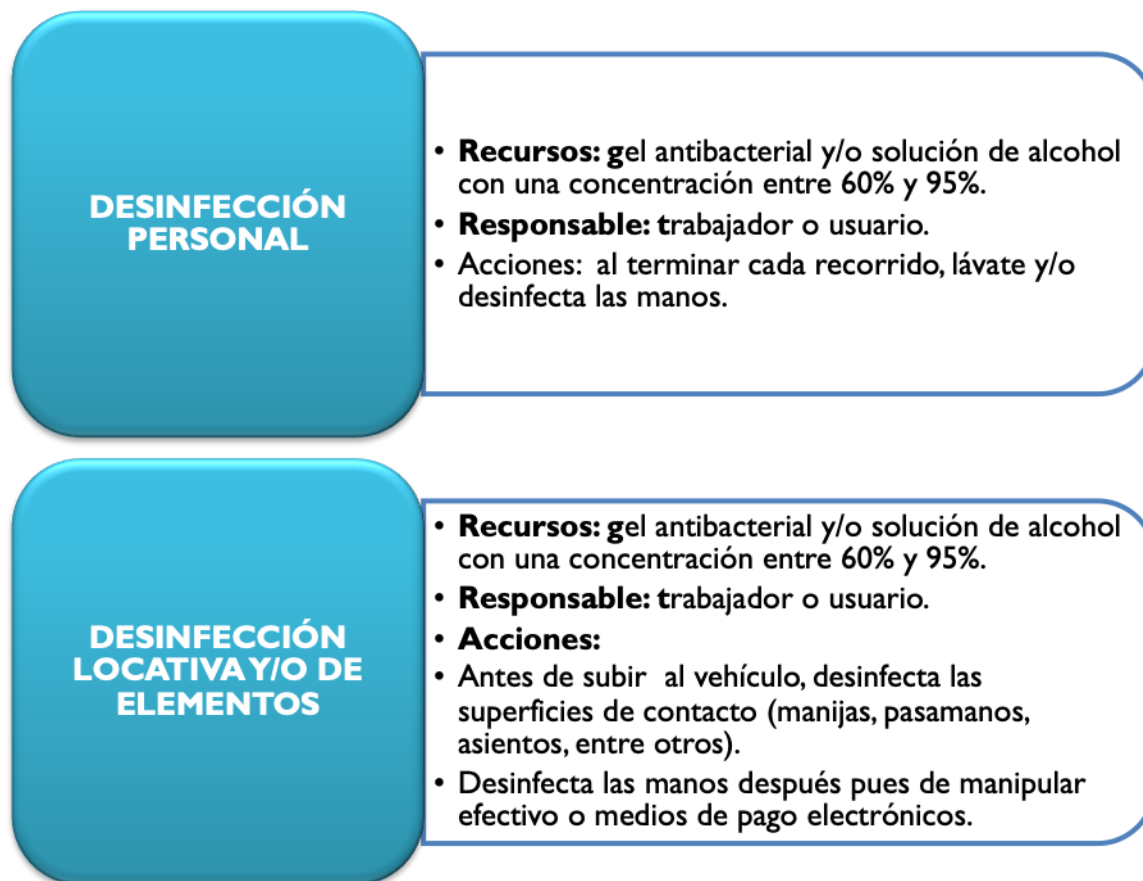 DESINFECCIÓN
PERSONAL
• Recursos: gel antibacterial y/o solución de alcohol
con una concentración entre 60% y 95%.
• Responsable: trabajador o usuario.
• Acciones:  al terminar cada recorrido, lávate y/o
desinfecta las manos.
DESINFECCIÓN
LOCATIVA Y/O DE
ELEMENTOS
• Recursos: gel antibacterial y/o solución de alcohol
con una concentración entre 60% y 95%.
• Responsable: trabajador o usuario.
• Acciones:
• Antes de subir  al vehículo, desinfecta las
superficies de contacto (manijas, pasamanos,
asientos, entre otros).
• Desinfecta las manos después pues de manipular
efectivo o medios de pago electrónicos.